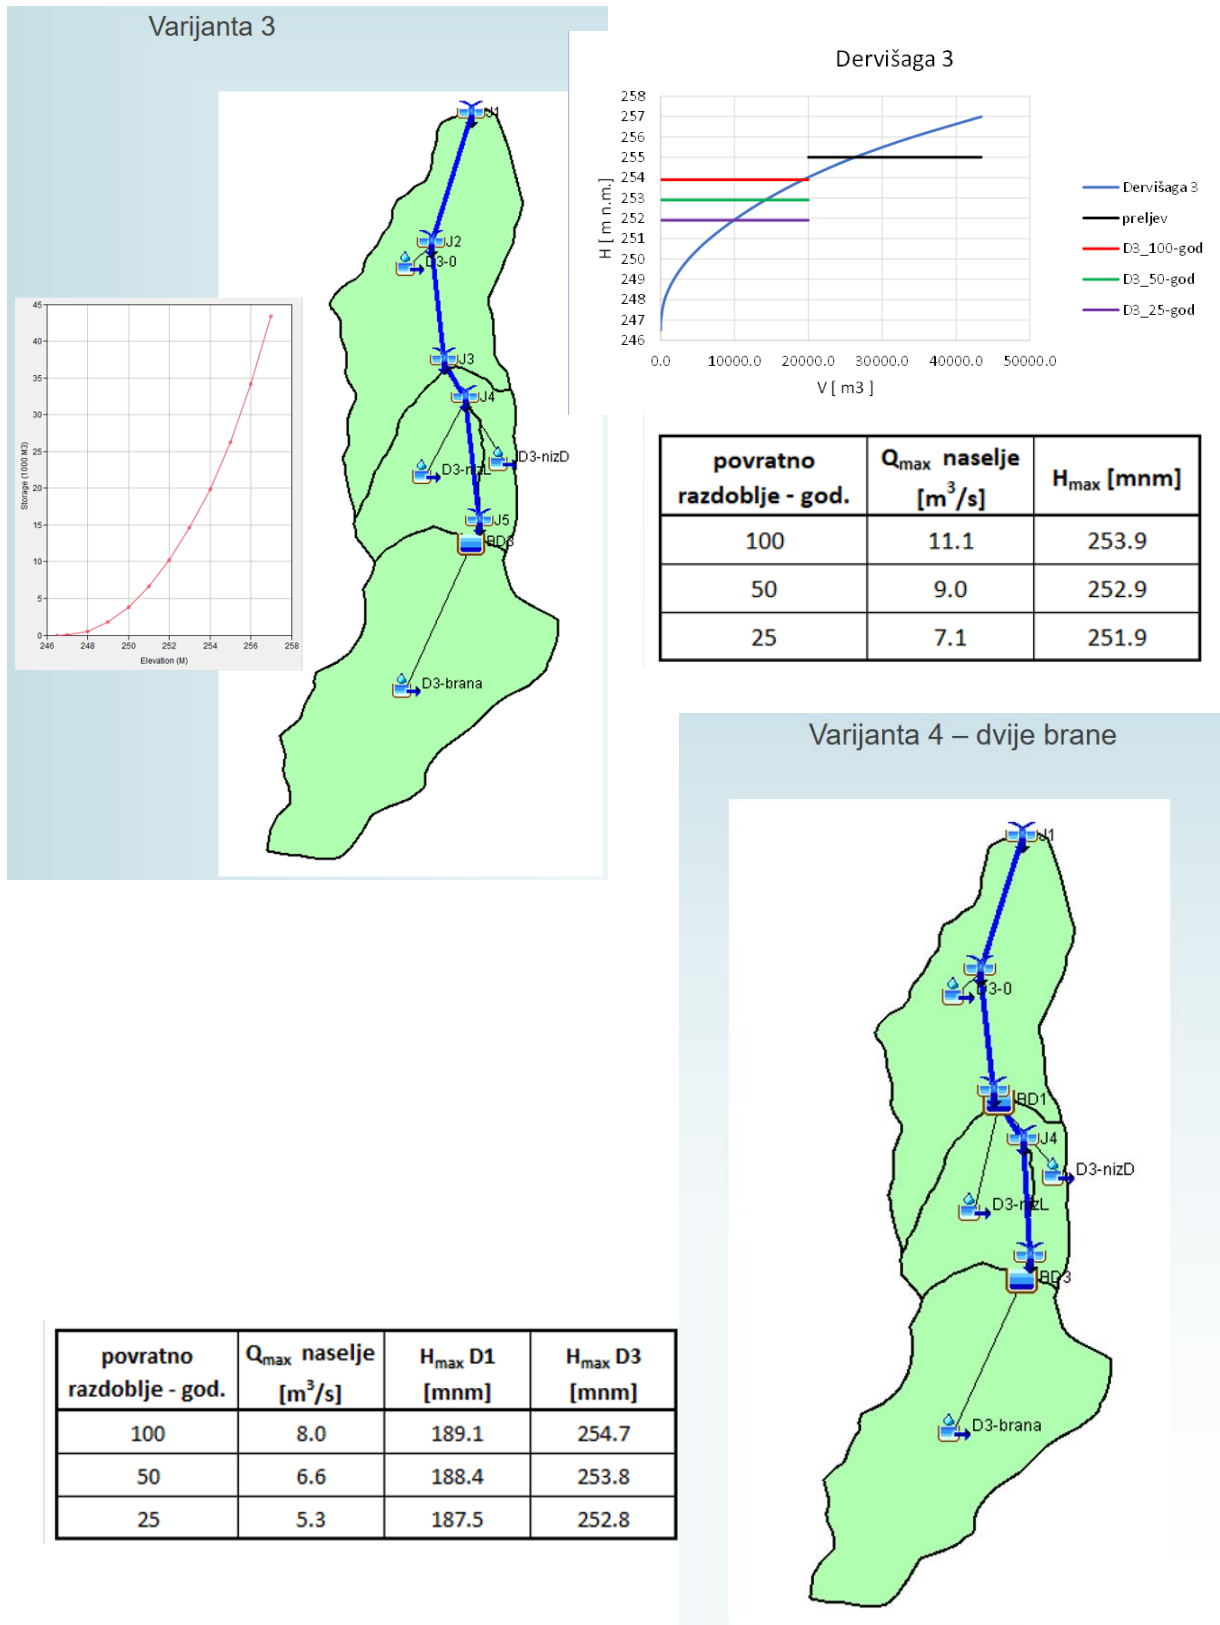 Varijanta 3
J1
J2
D3-0
J3
J4
D3-nizL
D3-nizD
J5
BD3
D3-brana
45
40
35
30
25
20
15
10
5
0
246
248
250
252
254
256
258
Storage (1000 M3)
Elevation (M)
Dervišaga 3
258
257
256
255
254
253
252
251
250
249
248
247
246
H [ m n.m.]
0.0
10000.0
20000.0
30000.0
40000.0
50000.0
V [ m3 ]
Dervišaga 3
preljev
D3_100-god
D3_50-god
D3_25-god
povratno razdoblje - god. Qmax naselje [m3/s] Hmax [mnm]
100 11.1 253.9
50 9.0 252.9
25 7.1 251.9
Varijanta 4 – dvije brane
J1
D3-0
BD1
J4
D3-nizD
D3-nizL
BD3
D3-brana
povratno razdoblje - god. Qmax naselje [m3/s] Hmax D1 [mnm] Hmax D3 [mnm]
100 8.0 189.1 254.7
50 6.6 188.4 253.8
25 5.3 187.5 252.8